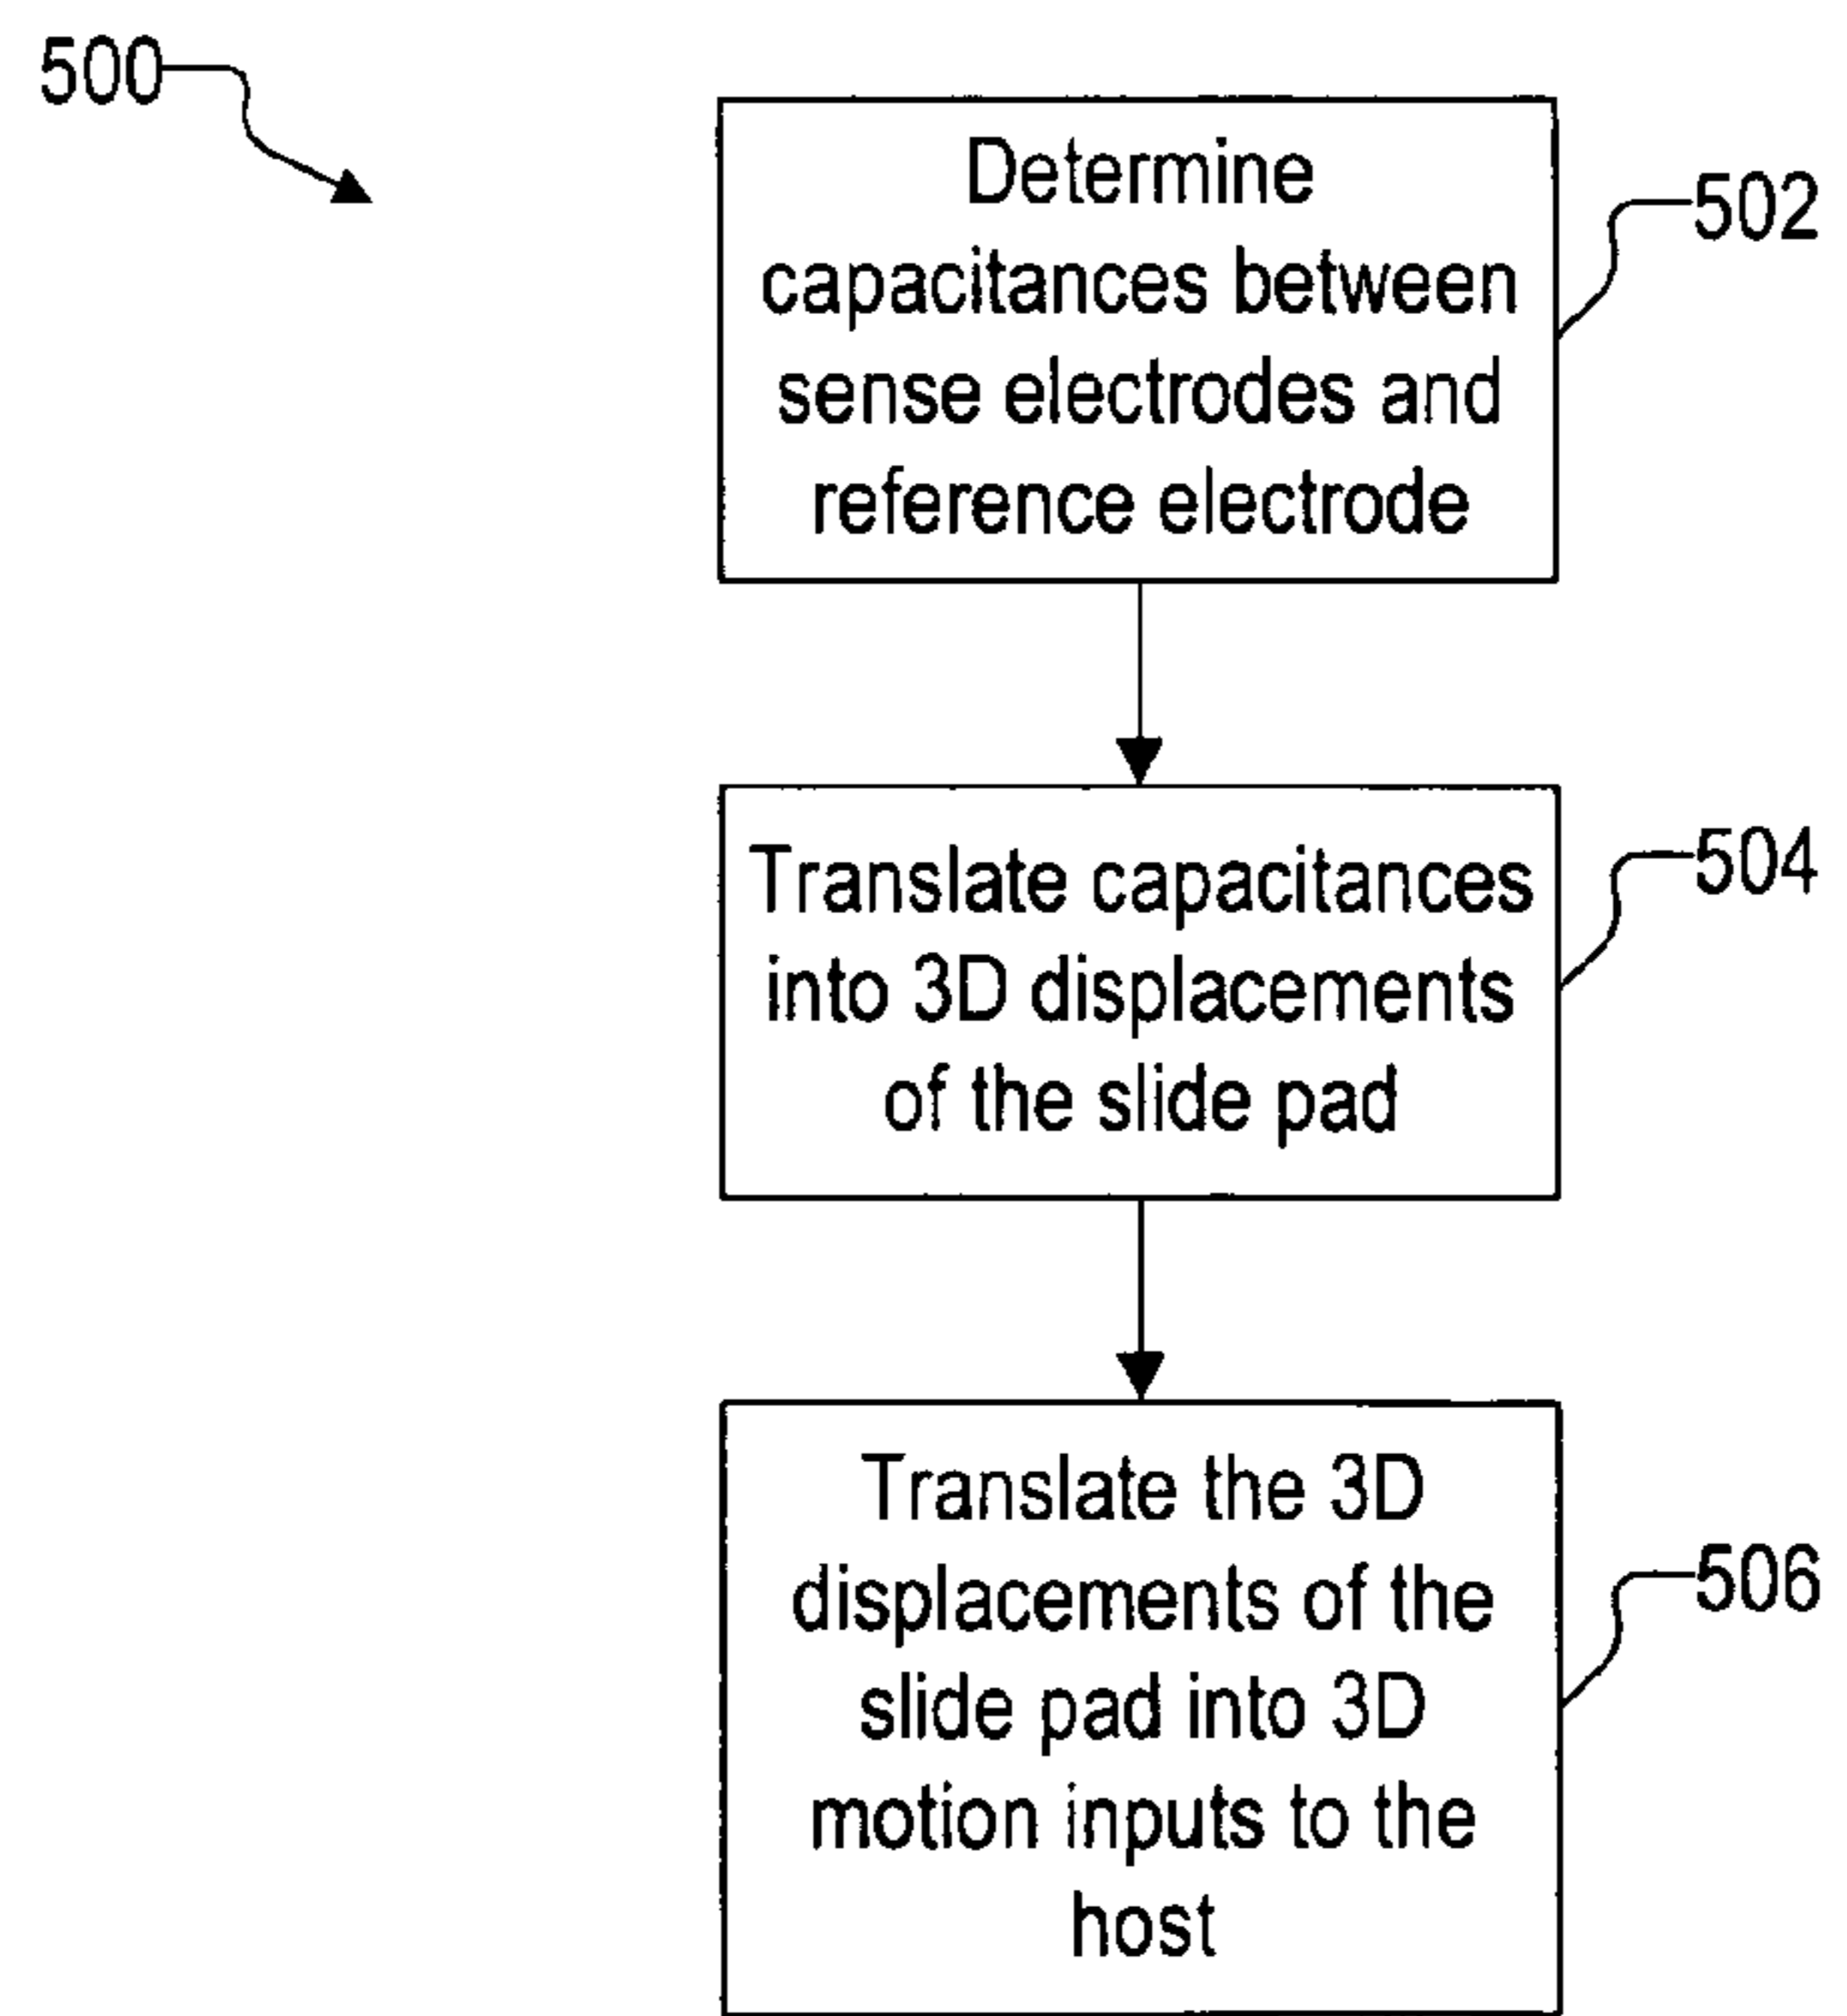 500
Determine
capacitances between
sense electrodes and
reference electrode
502
Translate capacitances
into 3D displacements
of the slide pad
504
Translate the 3D
displacements of the
slide pad into 3D
motion inputs to the
host
506